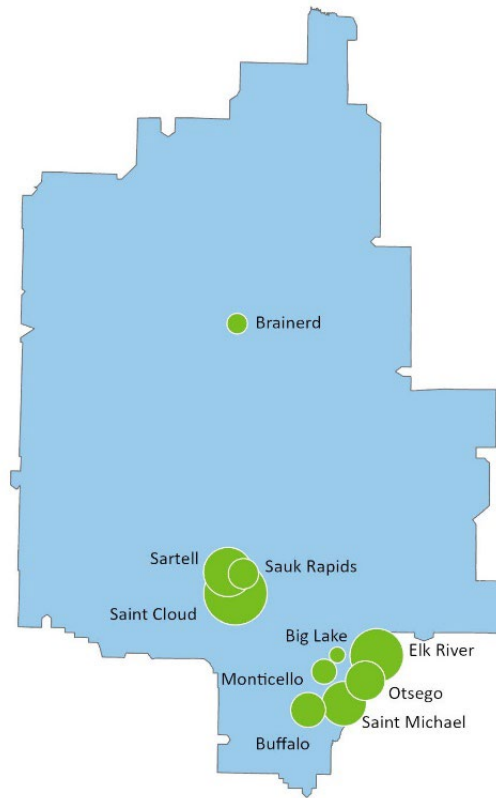 Brainerd
Sartell
Sauk Rapids
Saint Cloud
Big Lake
Elk River
Monticello
Otsego
Saint Michael
Buffalo